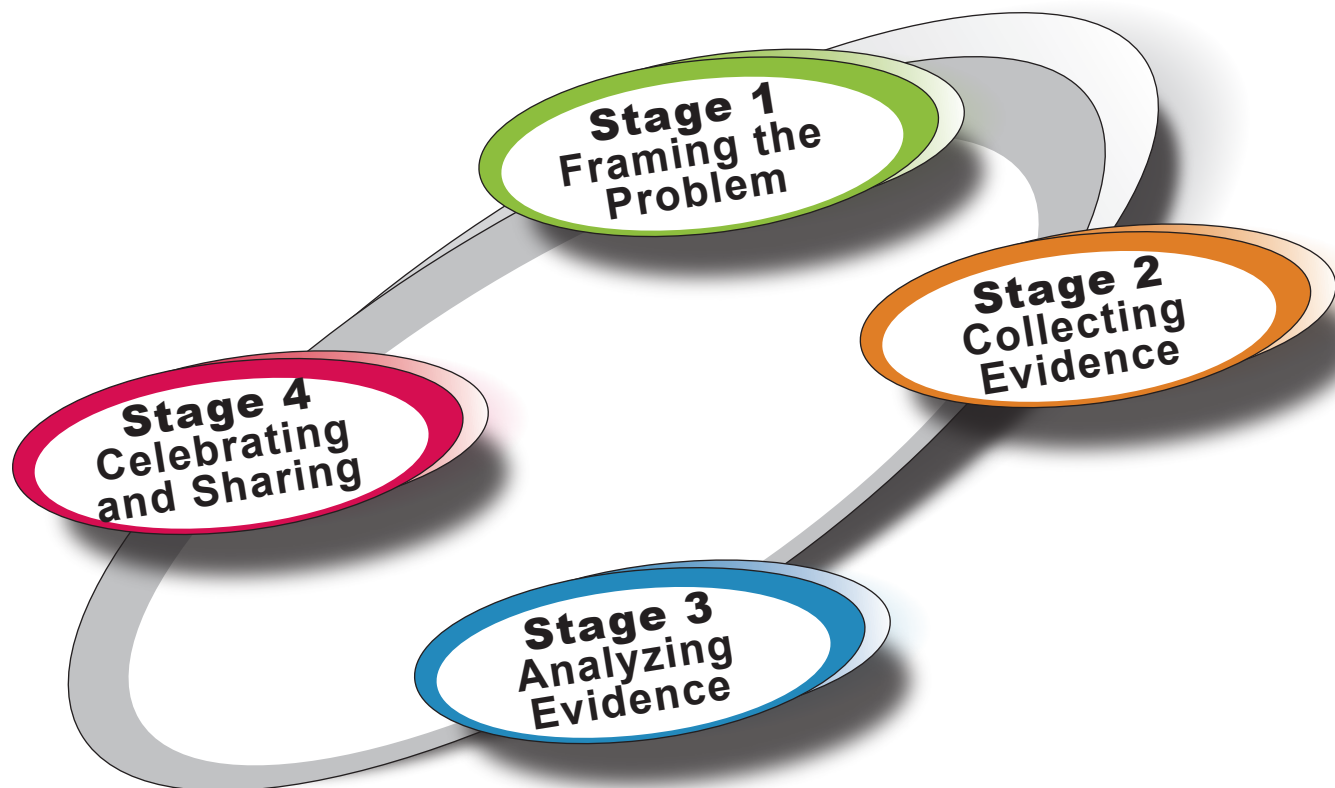 Stage 1
Framing the
Problem
Stage 2
Collecting
Evidence
Stage 3
Analyzing
Evidence
Stage 4
Celebrating
and Sharing